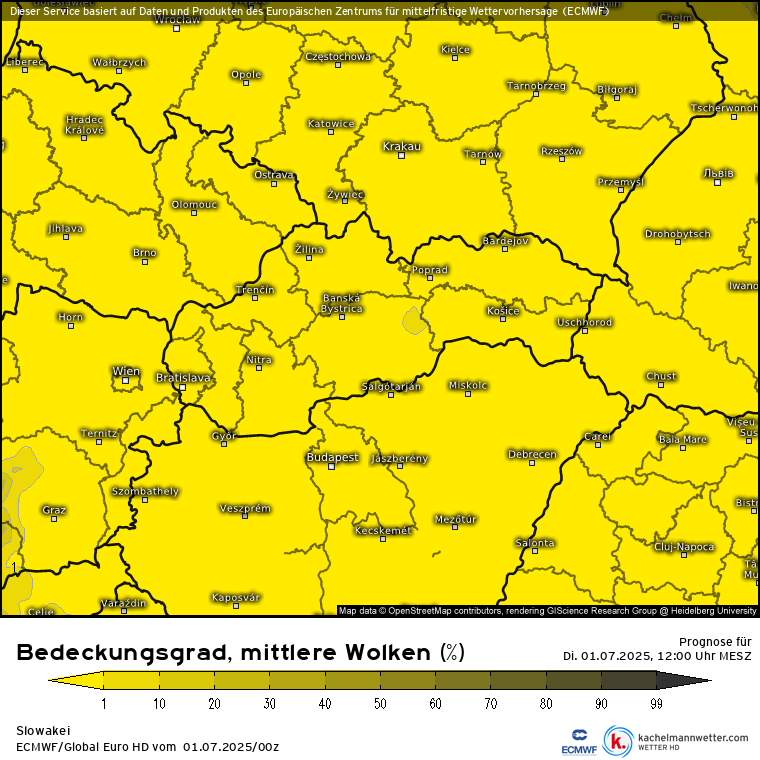 Dieser Service basiert auf Daten und Produkten des Europäischen Zentrums für mittelfristige Wettervorhersage (ECMWF)
Wrocław
Chełm
Kielce
Częstochowa
Liberec
Wałbrzych
Opole
Tarnobrzeg
Biłgoraj
Tscherwonoh
Hradec
Králové
Katowice
Krakau
Tarnów
Rzeszów
Ostrava
Przemyśl
Львів
Żywiec
Olomouc
Jihlava
Drohobytsch
Brno
Žilina
Bardejov
Poprad
Iwano
Trenčín
Banská
Bystrica
Horn
Košice
Uschhorod
Nitra
Wien
Bratislava
Salgótarján
Miskolc
Chust
Vișeu
Sus
Ternitz
Győr
Carei
Baia Mare
Budapest
Jászberény
Debrecen
Szombathely
Graz
Veszprém
Bistr
Mezőtúr
Kecskemét
Salonta
Cluj-Napoca
1
Tâ
Mu
Celje
Varaždin
Kaposvár
Map data © OpenStreetMap contributors, rendering GIScience Research Group @ Heidelberg University
Bedeckungsgrad, mittlere Wolken (%)
Prognose für
Di. 01.07.2025, 12:00 Uhr MESZ
1 10 20 30 40 50 60 70 80 90 99
Slowakei
ECMWF/Global Euro HD vom 01.07.2025/00z
ECMWF
k.
kachelmannwetter.com
WETTER HD